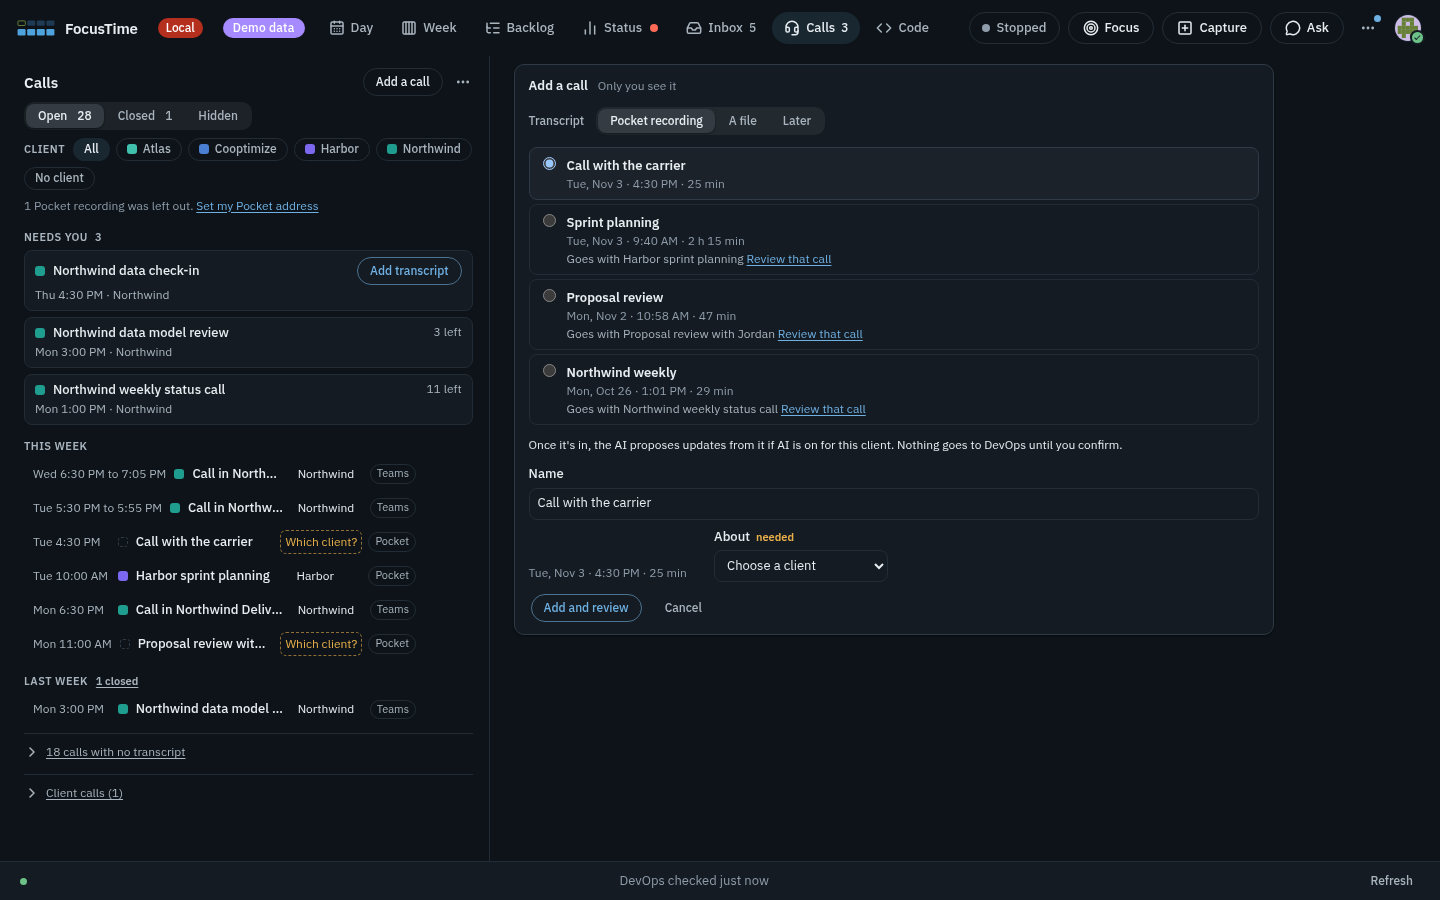 FocusTime
Local
Demo data
Day
Week
Backlog
Status
Inbox 5
Calls 3
Code
Stopped
Focus
Capture
Ask
Calls
Add a call
Open 28
Closed 1
Hidden
CLIENT
All
Atlas
Cooptimize
Harbor
Northwind
No client
1 Pocket recording was left out. Set my Pocket address
NEEDS YOU 3
Northwind data check-in
Add transcript
Thu 4:30 PM · Northwind
Northwind data model review
3 left
Mon 3:00 PM · Northwind
Northwind weekly status call
11 left
Mon 1:00 PM · Northwind
THIS WEEK
Wed 6:30 PM to 7:05 PM Call in North... Northwind Teams
Tue 5:30 PM to 5:55 PM Call in Northw... Northwind Teams
Tue 4:30 PM Call with the carrier Which client? Pocket
Tue 10:00 AM Harbor sprint planning Harbor Pocket
Mon 6:30 PM Call in Northwind Deliv... Northwind Teams
Mon 11:00 AM Proposal review wit... Which client? Pocket
LAST WEEK 1 closed
Mon 3:00 PM Northwind data model ... Northwind Teams
18 calls with no transcript
Client calls (1)
Add a call Only you see it
Transcript
Pocket recording
A file
Later
Call with the carrier
Tue, Nov 3 · 4:30 PM · 25 min
Sprint planning
Tue, Nov 3 · 9:40 AM · 2 h 15 min
Goes with Harbor sprint planning Review that call
Proposal review
Mon, Nov 2 · 10:58 AM · 47 min
Goes with Proposal review with Jordan Review that call
Northwind weekly
Mon, Oct 26 · 1:01 PM · 29 min
Goes with Northwind weekly status call Review that call
Once it's in, the AI proposes updates from it if AI is on for this client. Nothing goes to DevOps until you confirm.
Name
Call with the carrier
About needed
Tue, Nov 3 · 4:30 PM · 25 min
Choose a client
Add and review
Cancel
DevOps checked just now
Refresh